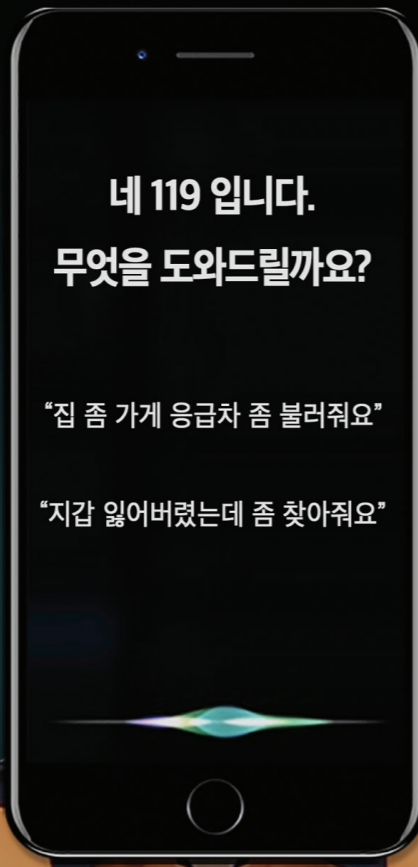 네 119 입니다.
무엇을 도와드릴까요?
“집 좀 가게 응급차 좀 불러줘요”
“지갑 잃어버렸는데 좀 찾아줘요”